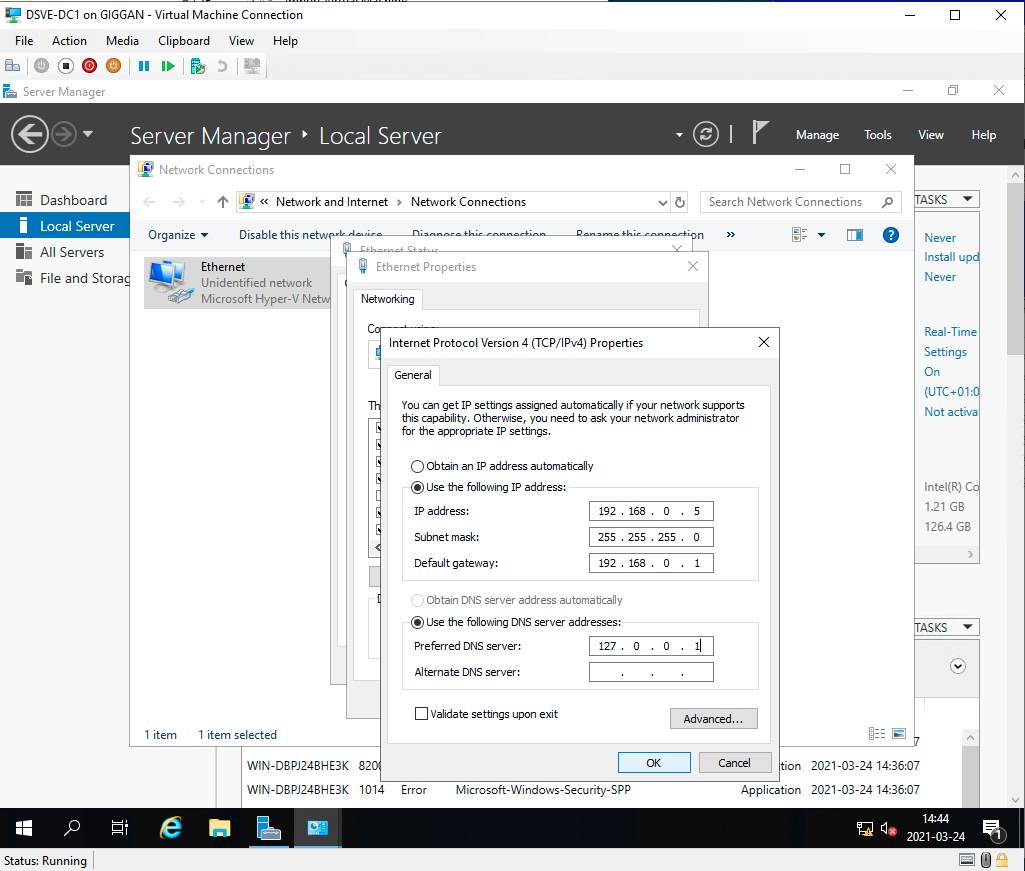 DSVE-DC1 on GIGGAN - Virtual Machine Connection
File Action Media Clipboard View Help
Server Manager
Server Manager ‣ Local Server
Manage Tools View Help
Network Connections
« Network and Internet › Network Connections
Search Network Connections
Dashboard
Local Server
All Servers
File and Storag
Organize
Disable this network device
Diagnose this connection
Rename this connection
»
TASKS
Ethernet
Unidentified network
Microsoft Hyper-V Netw
Never
Install upd
Never
Real-Time
Settings
On
(UTC+01:0
Not activa
Intel(R) Co
1.21 GB
126.4 GB
TASKS
Ethernet Status
Ethernet Properties
Networking
Connect using:
Th
Internet Protocol Version 4 (TCP/IPv4) Properties
General
You can get IP settings assigned automatically if your network supports
this capability. Otherwise, you need to ask your network administrator
for the appropriate IP settings.
Obtain an IP address automatically
Use the following IP address:
IP address: 192 . 168 . 0 . 5
Subnet mask: 255 . 255 . 255 . 0
Default gateway: 192 . 168 . 0 . 1
Obtain DNS server address automatically
Use the following DNS server addresses:
Preferred DNS server: 127 . 0 . 0 . 1
Alternate DNS server: . . .
Validate settings upon exit
Advanced...
OK Cancel
1 item 1 item selected
WIN-DBPJ24BHE3K 820 tion 2021-03-24 14:36:07
WIN-DBPJ24BHE3K 1014 Error Microsoft-Windows-Security-SPP Application 2021-03-24 14:36:07
14:44
2021-03-24
1
Status: Running